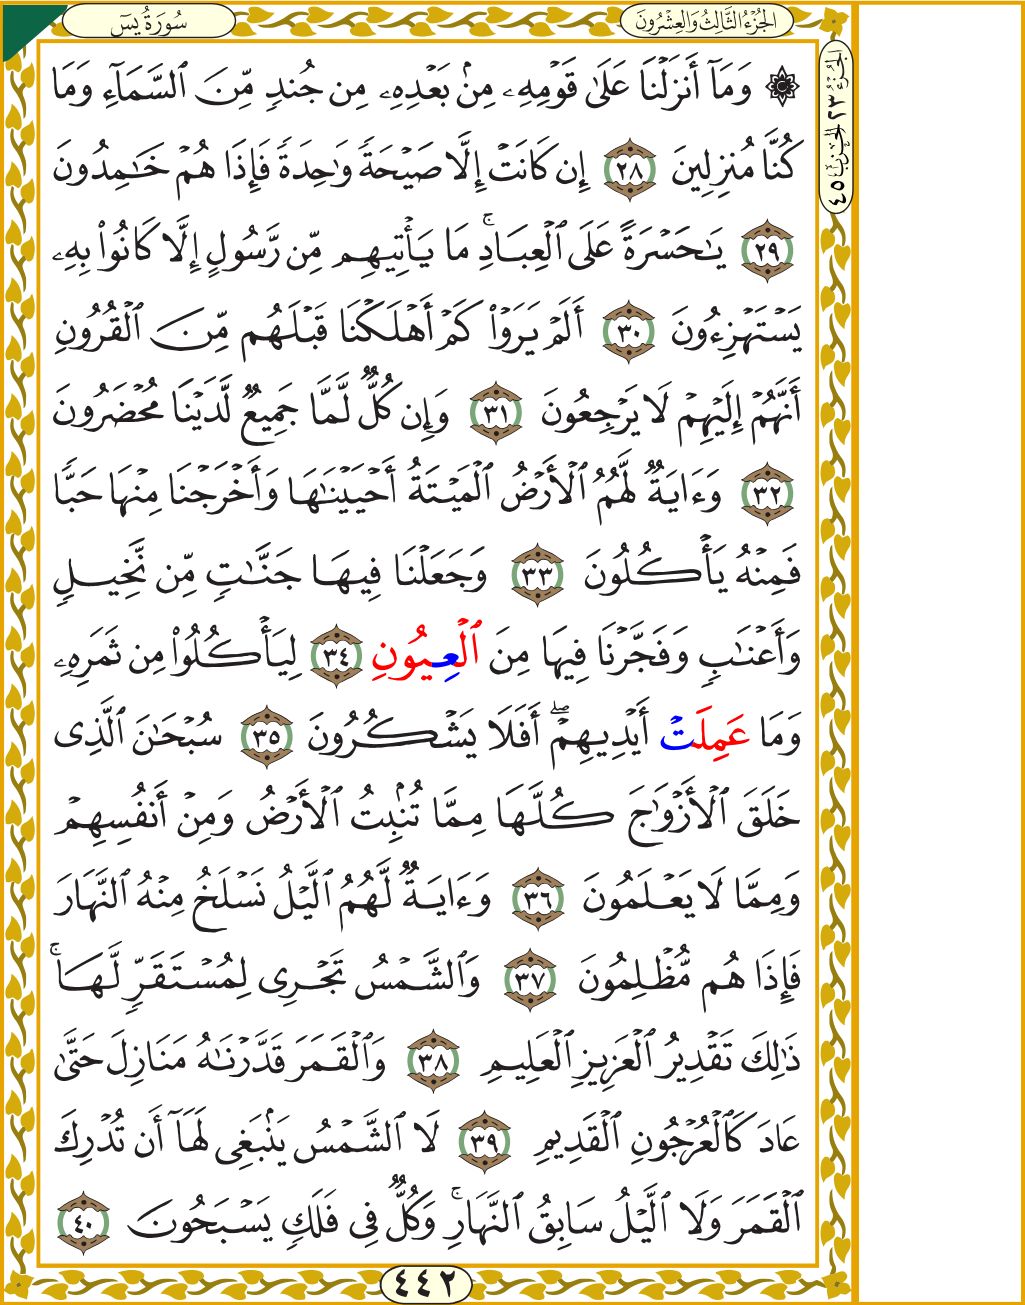 سُورَةُ يسٓ
الجُزْءُ الثَّالِثُ وَالعِشْرُونَ
الجُزْءُ ٢٣ الحِزْبُ ٤٥
۞ وَمَآ أَنزَلْنَا عَلَىٰ قَوْمِهِۦ مِنۢ بَعْدِهِۦ مِن جُندٍ مِّنَ ٱلسَّمَآءِ وَمَا
كُنَّا مُنزِلِينَ ٢٨ إِن كَانَتْ إِلَّا صَيْحَةً وَٰحِدَةً فَإِذَا هُمْ خَٰمِدُونَ
٢٩ يَٰحَسْرَةً عَلَى ٱلْعِبَادِ ۚ مَا يَأْتِيهِم مِّن رَّسُولٍ إِلَّا كَانُوا۟ بِهِۦ
يَسْتَهْزِءُونَ ٣٠ أَلَمْ يَرَوْا۟ كَمْ أَهْلَكْنَا قَبْلَهُم مِّنَ ٱلْقُرُونِ
أَنَّهُمْ إِلَيْهِمْ لَا يَرْجِعُونَ ٣١ وَإِن كُلٌّ لَّمَّا جَمِيعٌ لَّدَيْنَا مُحْضَرُونَ
٣٢ وَءَايَةٌ لَّهُمُ ٱلْأَرْضُ ٱلْمَيْتَةُ أَحْيَيْنَٰهَا وَأَخْرَجْنَا مِنْهَا حَبًّا
فَمِنْهُ يَأْكُلُونَ ٣٣ وَجَعَلْنَا فِيهَا جَنَّٰتٍ مِّن نَّخِيلٍ
وَأَعْنَٰبٍ وَفَجَّرْنَا فِيهَا مِنَ ٱلْعِيُونِ ٣٤ لِيَأْكُلُوا۟ مِن ثَمَرِهِۦ
وَمَا عَمِلَتْ أَيْدِيهِمْ ۖ أَفَلَا يَشْكُرُونَ ٣٥ سُبْحَٰنَ ٱلَّذِى
خَلَقَ ٱلْأَزْوَٰجَ كُلَّهَا مِمَّا تُنۢبِتُ ٱلْأَرْضُ وَمِنْ أَنفُسِهِمْ
وَمِمَّا لَا يَعْلَمُونَ ٣٦ وَءَايَةٌ لَّهُمُ ٱلَّيْلُ نَسْلَخُ مِنْهُ ٱلنَّهَارَ
فَإِذَا هُم مُّظْلِمُونَ ٣٧ وَٱلشَّمْسُ تَجْرِى لِمُسْتَقَرٍّ لَّهَا ۚ
ذَٰلِكَ تَقْدِيرُ ٱلْعَزِيزِ ٱلْعَلِيمِ ٣٨ وَٱلْقَمَرَ قَدَّرْنَٰهُ مَنَازِلَ حَتَّىٰ
عَادَ كَٱلْعُرْجُونِ ٱلْقَدِيمِ ٣٩ لَا ٱلشَّمْسُ يَنۢبَغِى لَهَآ أَن تُدْرِكَ
ٱلْقَمَرَ وَلَا ٱلَّيْلُ سَابِقُ ٱلنَّهَارِ ۚ وَكُلٌّ فِى فَلَكٍ يَسْبَحُونَ ٤٠
٤٤٢